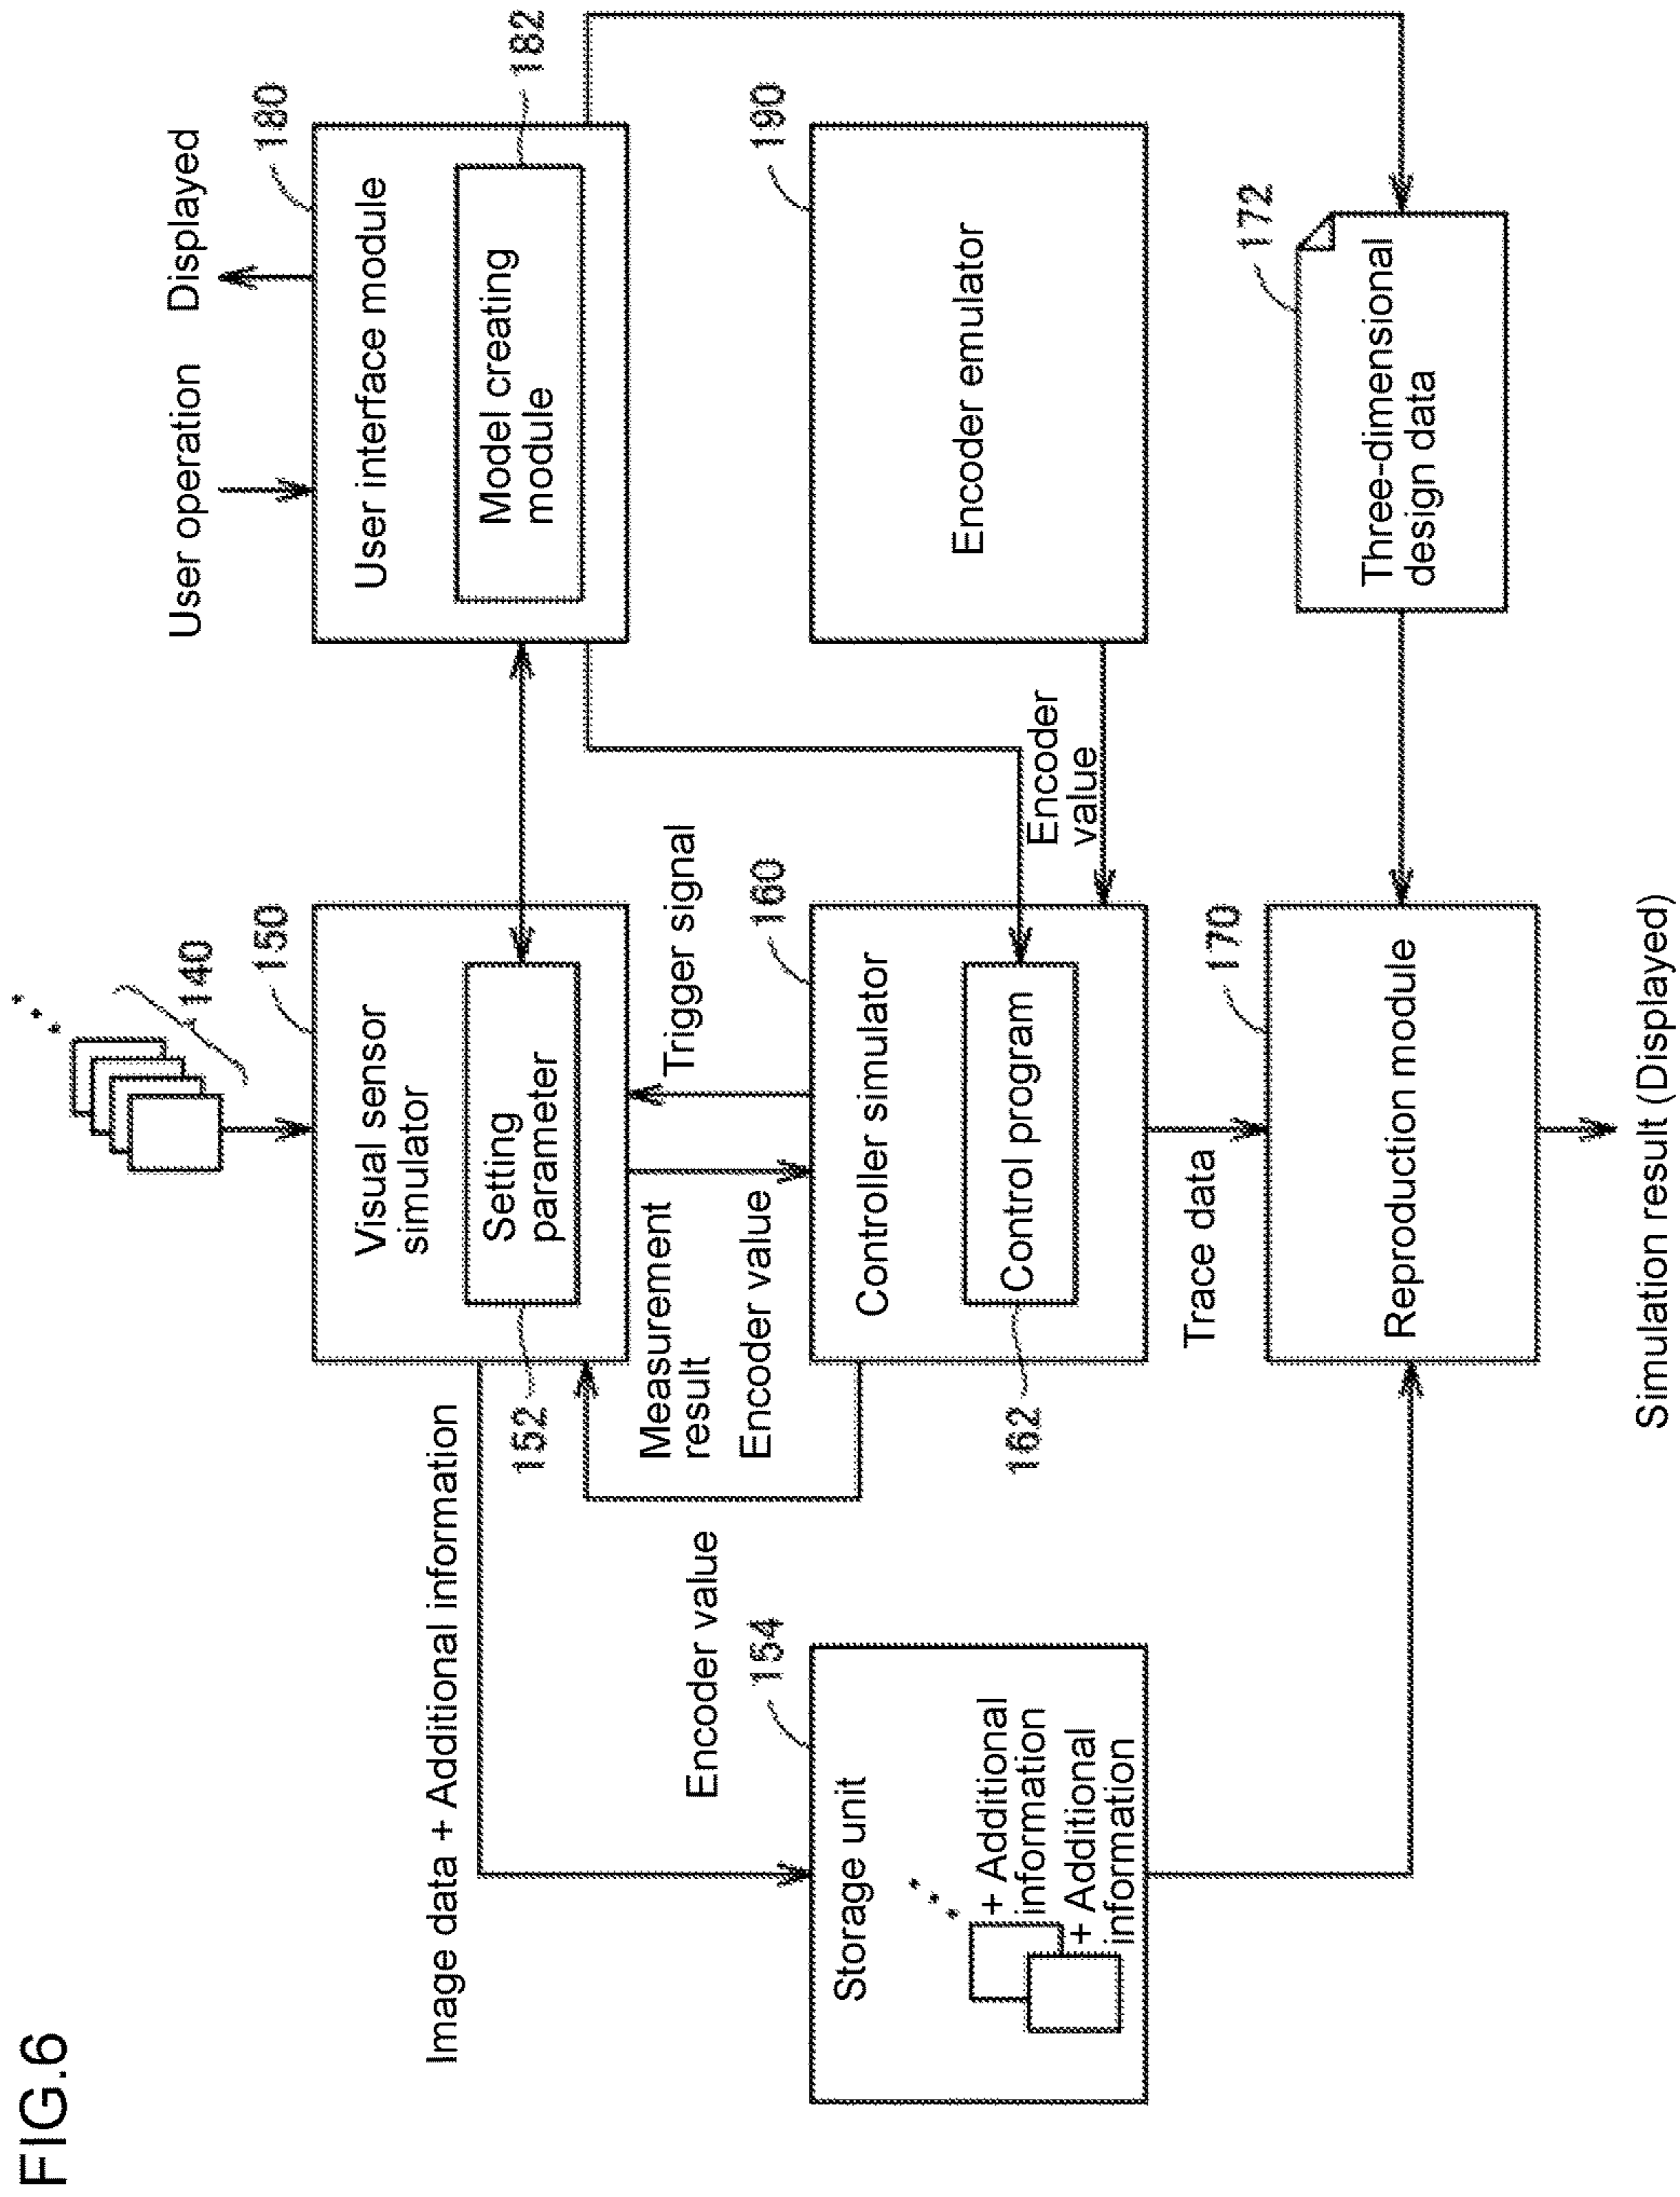 FIG.6
140
User operation
Displayed
150
180
Visual sensor
simulator
User interface module
Setting
parameter
Model creating
module
152
182
Image data + Additional information
Measurement
result
Trigger signal
Encoder value
Encoder value
154
160
190
Storage unit
+ Additional
information
+ Additional
information
Controller simulator
Control program
162
Encoder
value
Encoder emulator
Trace data
170
172
Reproduction module
Three-dimensional
design data
Simulation result (Displayed)